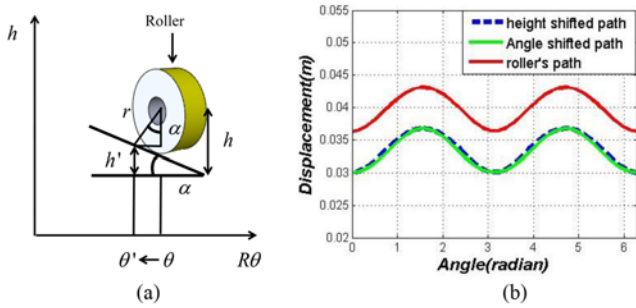 Roller
h
r
α
h
h'
α
θ' ← θ
Rθ
(a)
0.055
0.05
0.045
0.04
0.035
0.03
0.025
0.02
Displacement(m)
height shifted path
Angle shifted path
roller's path
0 1 2 3 4 5 6
Angle(radian)
(b)